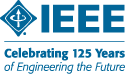 IEEE
Celebrating 125 Years
of Engineering the Future